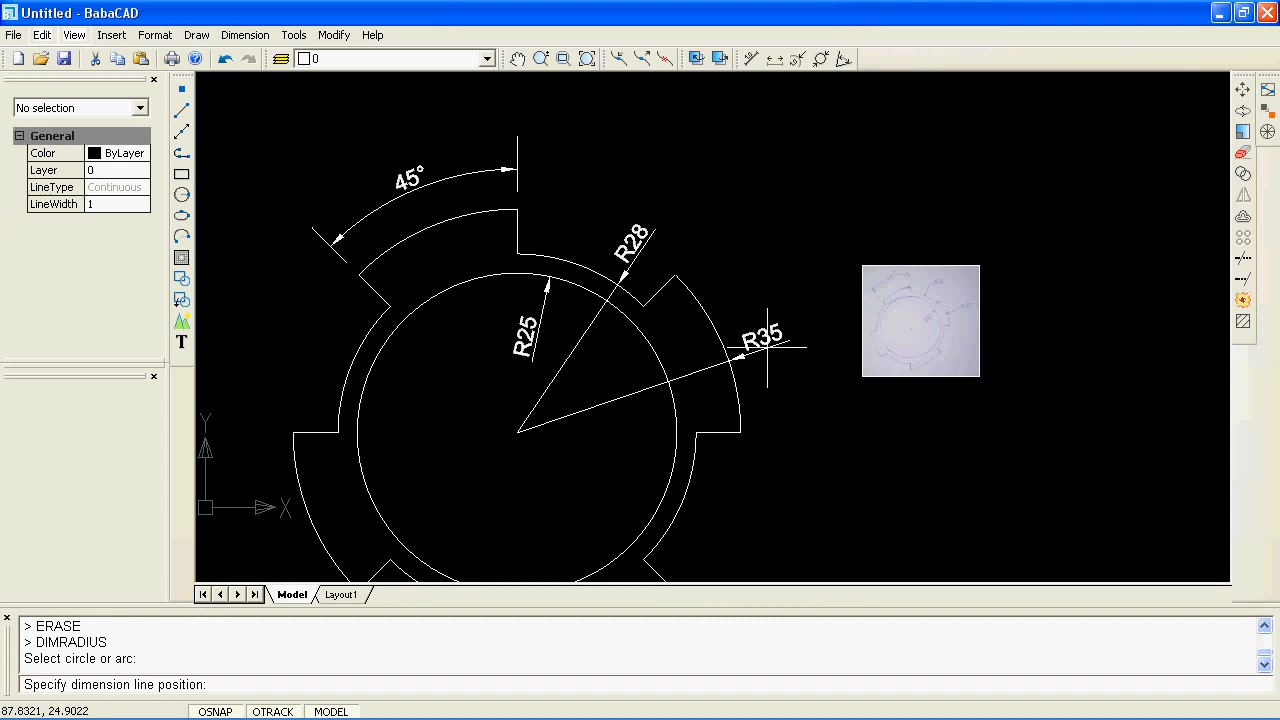 Untitled - BabaCAD
File Edit View Insert Format Draw Dimension Tools Modify Help
0
No selection
General
Color ByLayer
Layer 0
LineType Continuous
LineWidth 1
45°
R28
R25
R35
Y
X
Model Layout1
> ERASE
> DIMRADIUS
Select circle or arc:
Specify dimension line position:
87.8321, 24.9022 OSNAP OTRACK MODEL